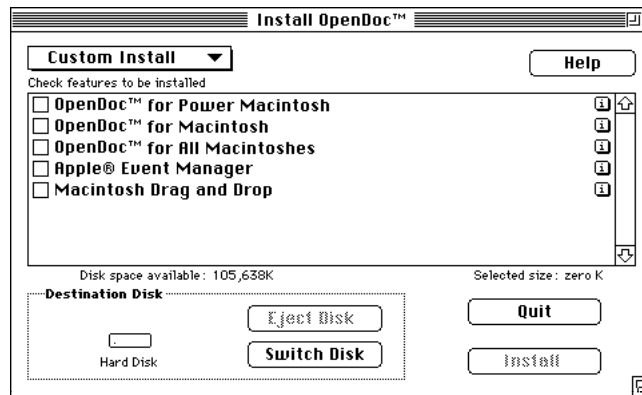 Install OpenDoc™
Custom Install
Help
Check features to be installed
OpenDoc™ for Power Macintosh
OpenDoc™ for Macintosh
OpenDoc™ for All Macintoshes
Apple® Event Manager
Macintosh Drag and Drop
Disk space available: 105,638K
Selected size: zero K
Destination Disk
Eject Disk
Quit
Hard Disk
Switch Disk
Install